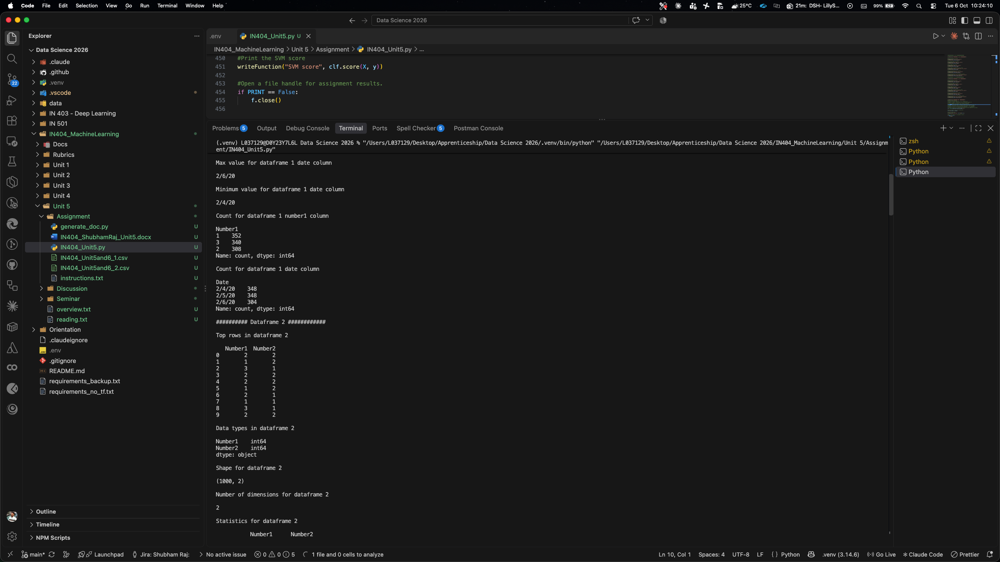 Code File Edit Selection View Go Run Terminal Window Help
25°C 21m: DSH- LillyS... 99% Tue 6 Oct 10:24:10
Data Science 2026
Explorer
Data Science 2026
.claude
.github
.venv
.vscode
data
IN 403 - Deep Learning
IN 501
IN404_MachineLearning
Docs
Rubrics
Unit 1
Unit 2
Unit 3
Unit 4
Unit 5
Assignment
generate_doc.py U
IN404_ShubhamRaj_Unit5.docx U
IN404_Unit5.py U
IN404_Unit5and6_1.csv U
IN404_Unit5and6_2.csv U
instructions.txt U
Discussion
Seminar
overview.txt U
reading.txt U
Orientation
.claudeignore
.env
.gitignore
README.md
requirements_backup.txt
requirements_no_tf.txt
Outline
Timeline
NPM Scripts
22
.env IN404_Unit5.py U
IN404_MachineLearning > Unit 5 > Assignment > IN404_Unit5.py > ...
450 #Print the SVM score
451 writeFunction("SVM score", clf.score(X, y))
452
453 #Open a file handle for assignment results.
454 if PRINT == False:
455 f.close()
456
Problems 5 Output Debug Console Terminal Ports Spell Checker 5 Postman Console
(.venv) L037129@D0Y23Y7L6L Data Science 2026 % "/Users/L037129/Desktop/Apprenticeship/Data Science 2026/.venv/bin/python" "/Users/L037129/Desktop/Apprenticeship/Data Science 2026/IN404_MachineLearning/Unit 5/Assignm
ent/IN404_Unit5.py"
Max value for dataframe 1 date column
2/6/20
Minimum value for dataframe 1 date column
2/4/20
Count for dataframe 1 number1 column
Number1
1 352
3 340
2 308
Name: count, dtype: int64
Count for dataframe 1 date column
Date
2/4/20 348
2/5/20 348
2/6/20 304
Name: count, dtype: int64
########## Dataframe 2 ############
Top rows in dataframe 2
Number1 Number2
0 2 2
1 1 2
2 3 1
3 2 2
4 2 2
5 1 2
6 2 1
7 1 1
8 3 1
9 2 2
Data types in dataframe 2
Number1 int64
Number2 int64
dtype: object
Shape for dataframe 2
(1000, 2)
Number of dimensions for dataframe 2
2
Statistics for dataframe 2
Number1 Number2
zsh
Python
Python
Python
main* Launchpad Jira: Shubham Raj: > No active issue 0 0 5 1 file and 0 cells to analyze
Ln 10, Col 1 Spaces: 4 UTF-8 LF { } Python .venv (3.14.6) Go Live Claude Code Prettier